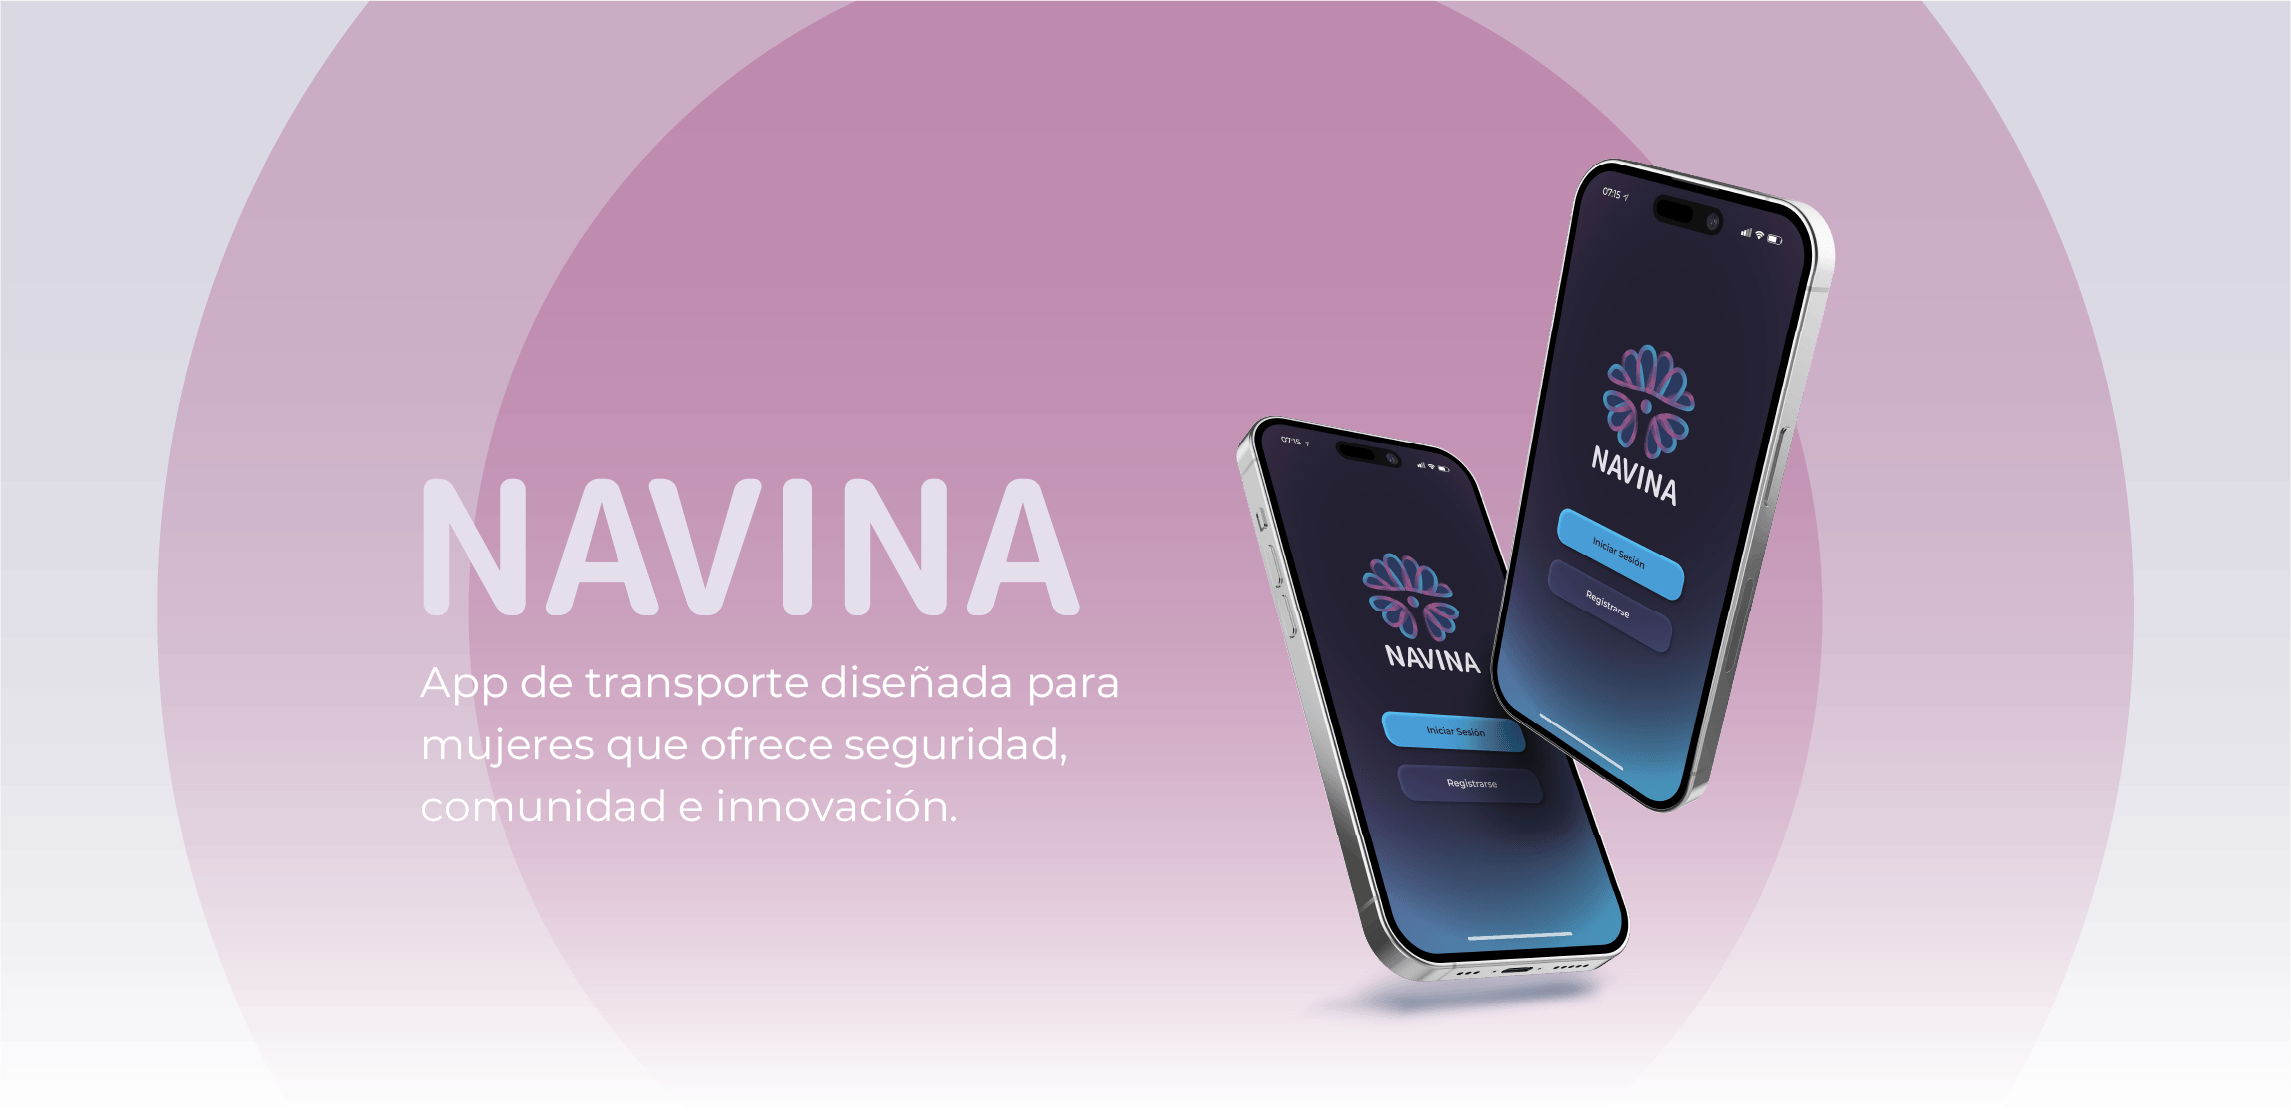 NAVINA
App de transporte diseñada para
mujeres que ofrece seguridad,
comunidad e innovación.
07:15
NAVINA
Iniciar Sesión
Registrarse
07:15
NAVINA
Iniciar Sesión
Registrarse